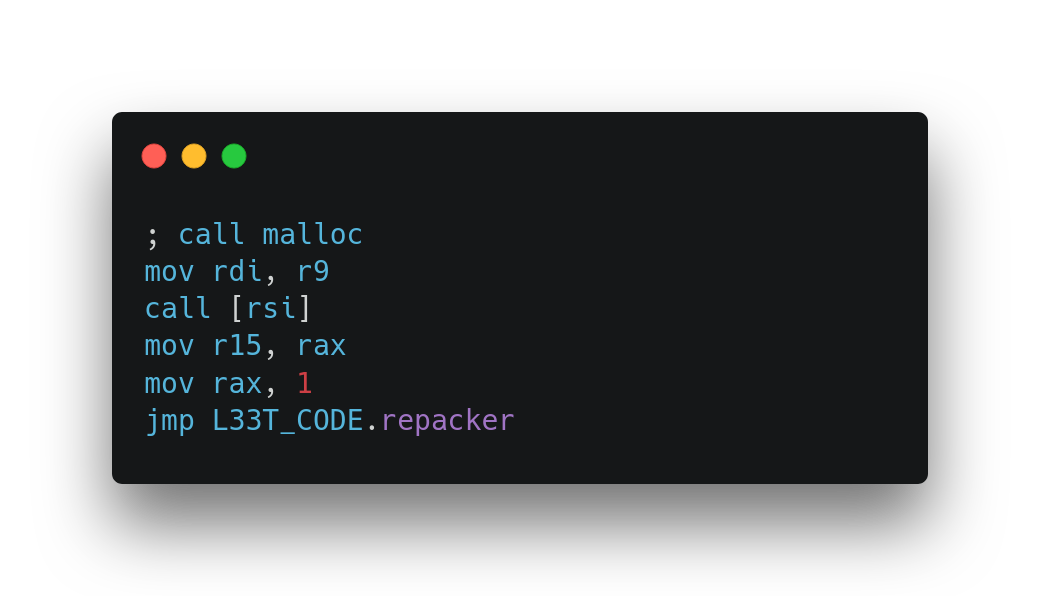 ; call malloc
mov rdi, r9
call [rsi]
mov r15, rax
mov rax, 1
jmp L33T_CODE.repacker